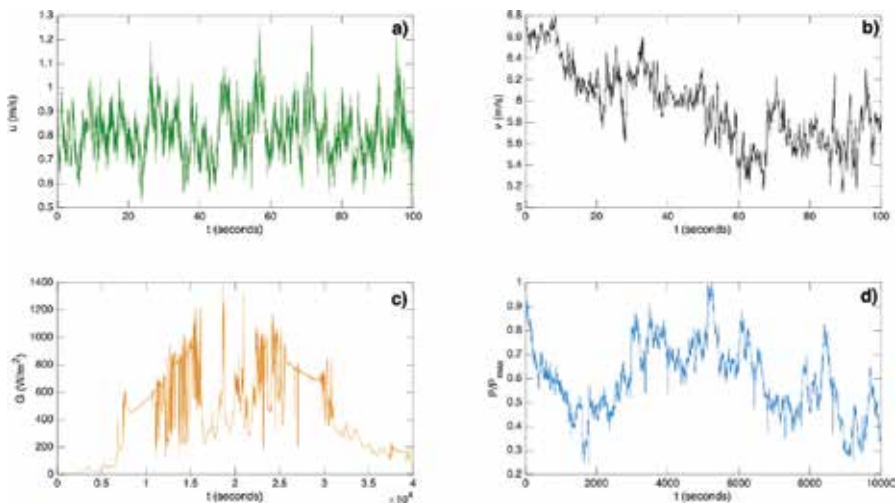 a)
1.3
1.2
1.1
1
0.9
0.8
0.7
0.6
0.5
u (m/s)
0 20 40 60 80 100
t (seconds)
b)
6.8
6.6
6.4
6.2
6
5.8
5.6
5.4
5.2
5
v (m/s)
0 20 40 60 80 100
t (seconds)
c)
1400
1200
1000
800
600
400
200
0
G (W/m²)
0 0.5 1 1.5 2 2.5 3 3.5 4
t (seconds)
d)
1
0.9
0.8
0.7
0.6
0.5
0.4
0.3
0.2
P/Pmax
0 2000 4000 6000 8000 10000
t (seconds)